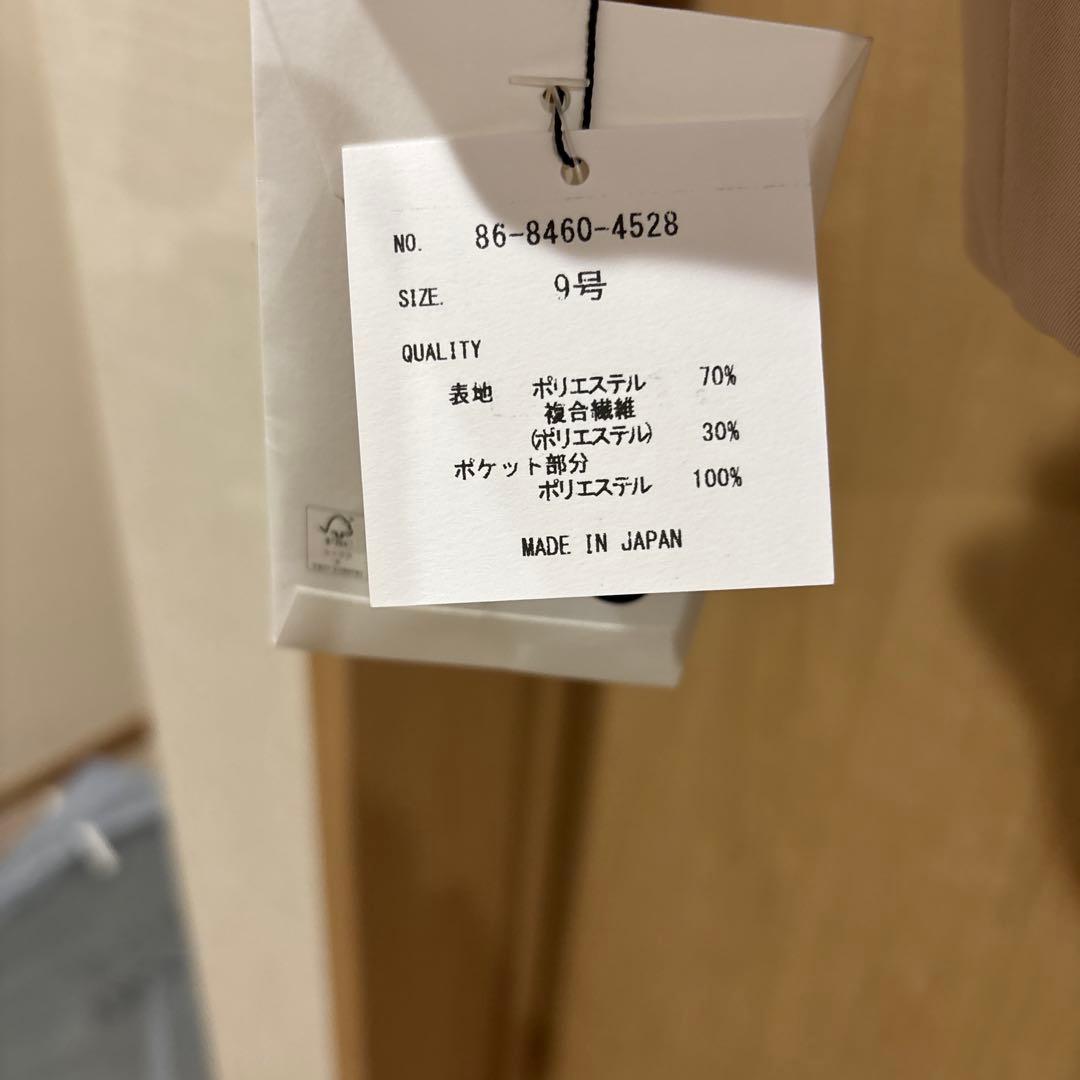 NO. 86-8460-4528
SIZE. 9号
QUALITY
表地 ポリエステル 70%
複合繊維
(ポリエステル) 30%
ポケット部分
ポリエステル 100%
MADE IN JAPAN